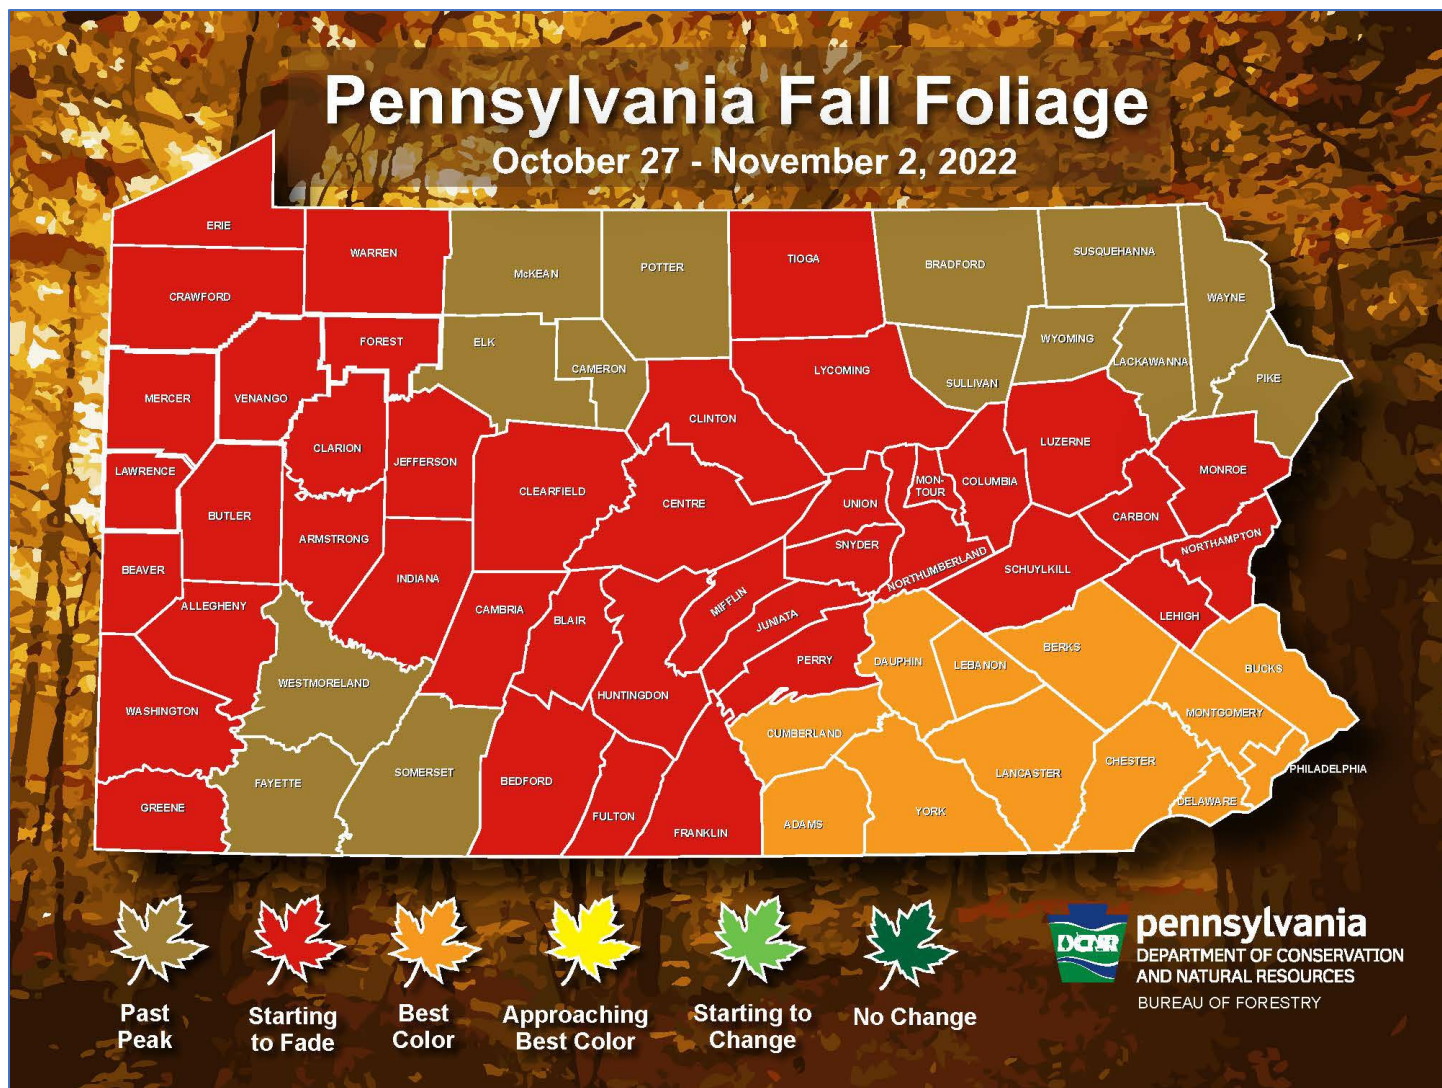 Pennsylvania Fall Foliage
October 27 - November 2, 2022
ERIE
WARREN
McKEAN
POTTER
TIOGA
BRADFORD
SUSQUEHANNA
WAYNE
CRAWFORD
FOREST
ELK
CAMERON
LYCOMING
SULLIVAN
WYOMING
LACKAWANNA
PIKE
MERCER
VENANGO
CLINTON
CLARION
JEFFERSON
LUZERNE
MONROE
LAWRENCE
BUTLER
CLEARFIELD
CENTRE
UNION
MON-
TOUR
COLUMBIA
CARBON
ARMSTRONG
SNYDER
NORTHUMBERLAND
NORTHAMPTON
BEAVER
INDIANA
SCHUYLKILL
ALLEGHENY
CAMBRIA
BLAIR
MIFFLIN
JUNIATA
LEHIGH
PERRY
DAUPHIN
LEBANON
BERKS
BUCKS
WESTMORELAND
HUNTINGDON
WASHINGTON
MONTGOMERY
CUMBERLAND
FAYETTE
SOMERSET
BEDFORD
LANCASTER
CHESTER
PHILADELPHIA
GREENE
FULTON
FRANKLIN
ADAMS
YORK
DELAWARE
Past
Peak
Starting
to Fade
Best
Color
Approaching
Best Color
Starting to
Change
No Change
DCNR
pennsylvania
DEPARTMENT OF CONSERVATION
AND NATURAL RESOURCES
BUREAU OF FORESTRY